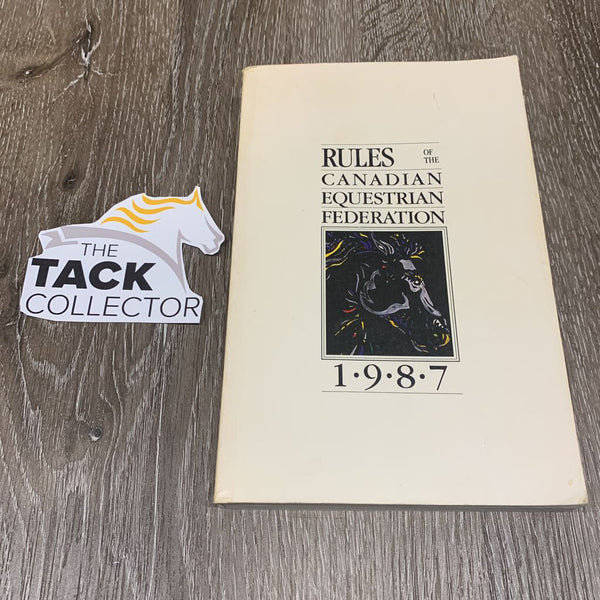 THE
TACK
COLLECTOR
RULES OF THE
CANADIAN
EQUESTRIAN
FEDERATION
1·9·8·7